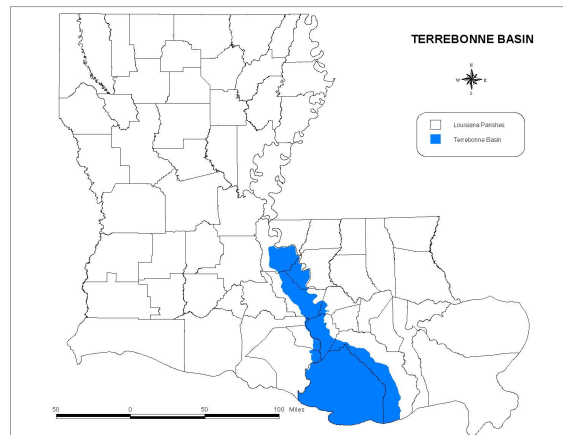 TERREBONNE BASIN
N
W E
S
Louisiana Parishes
Terrebonne Basin
50 0 50 100 Miles